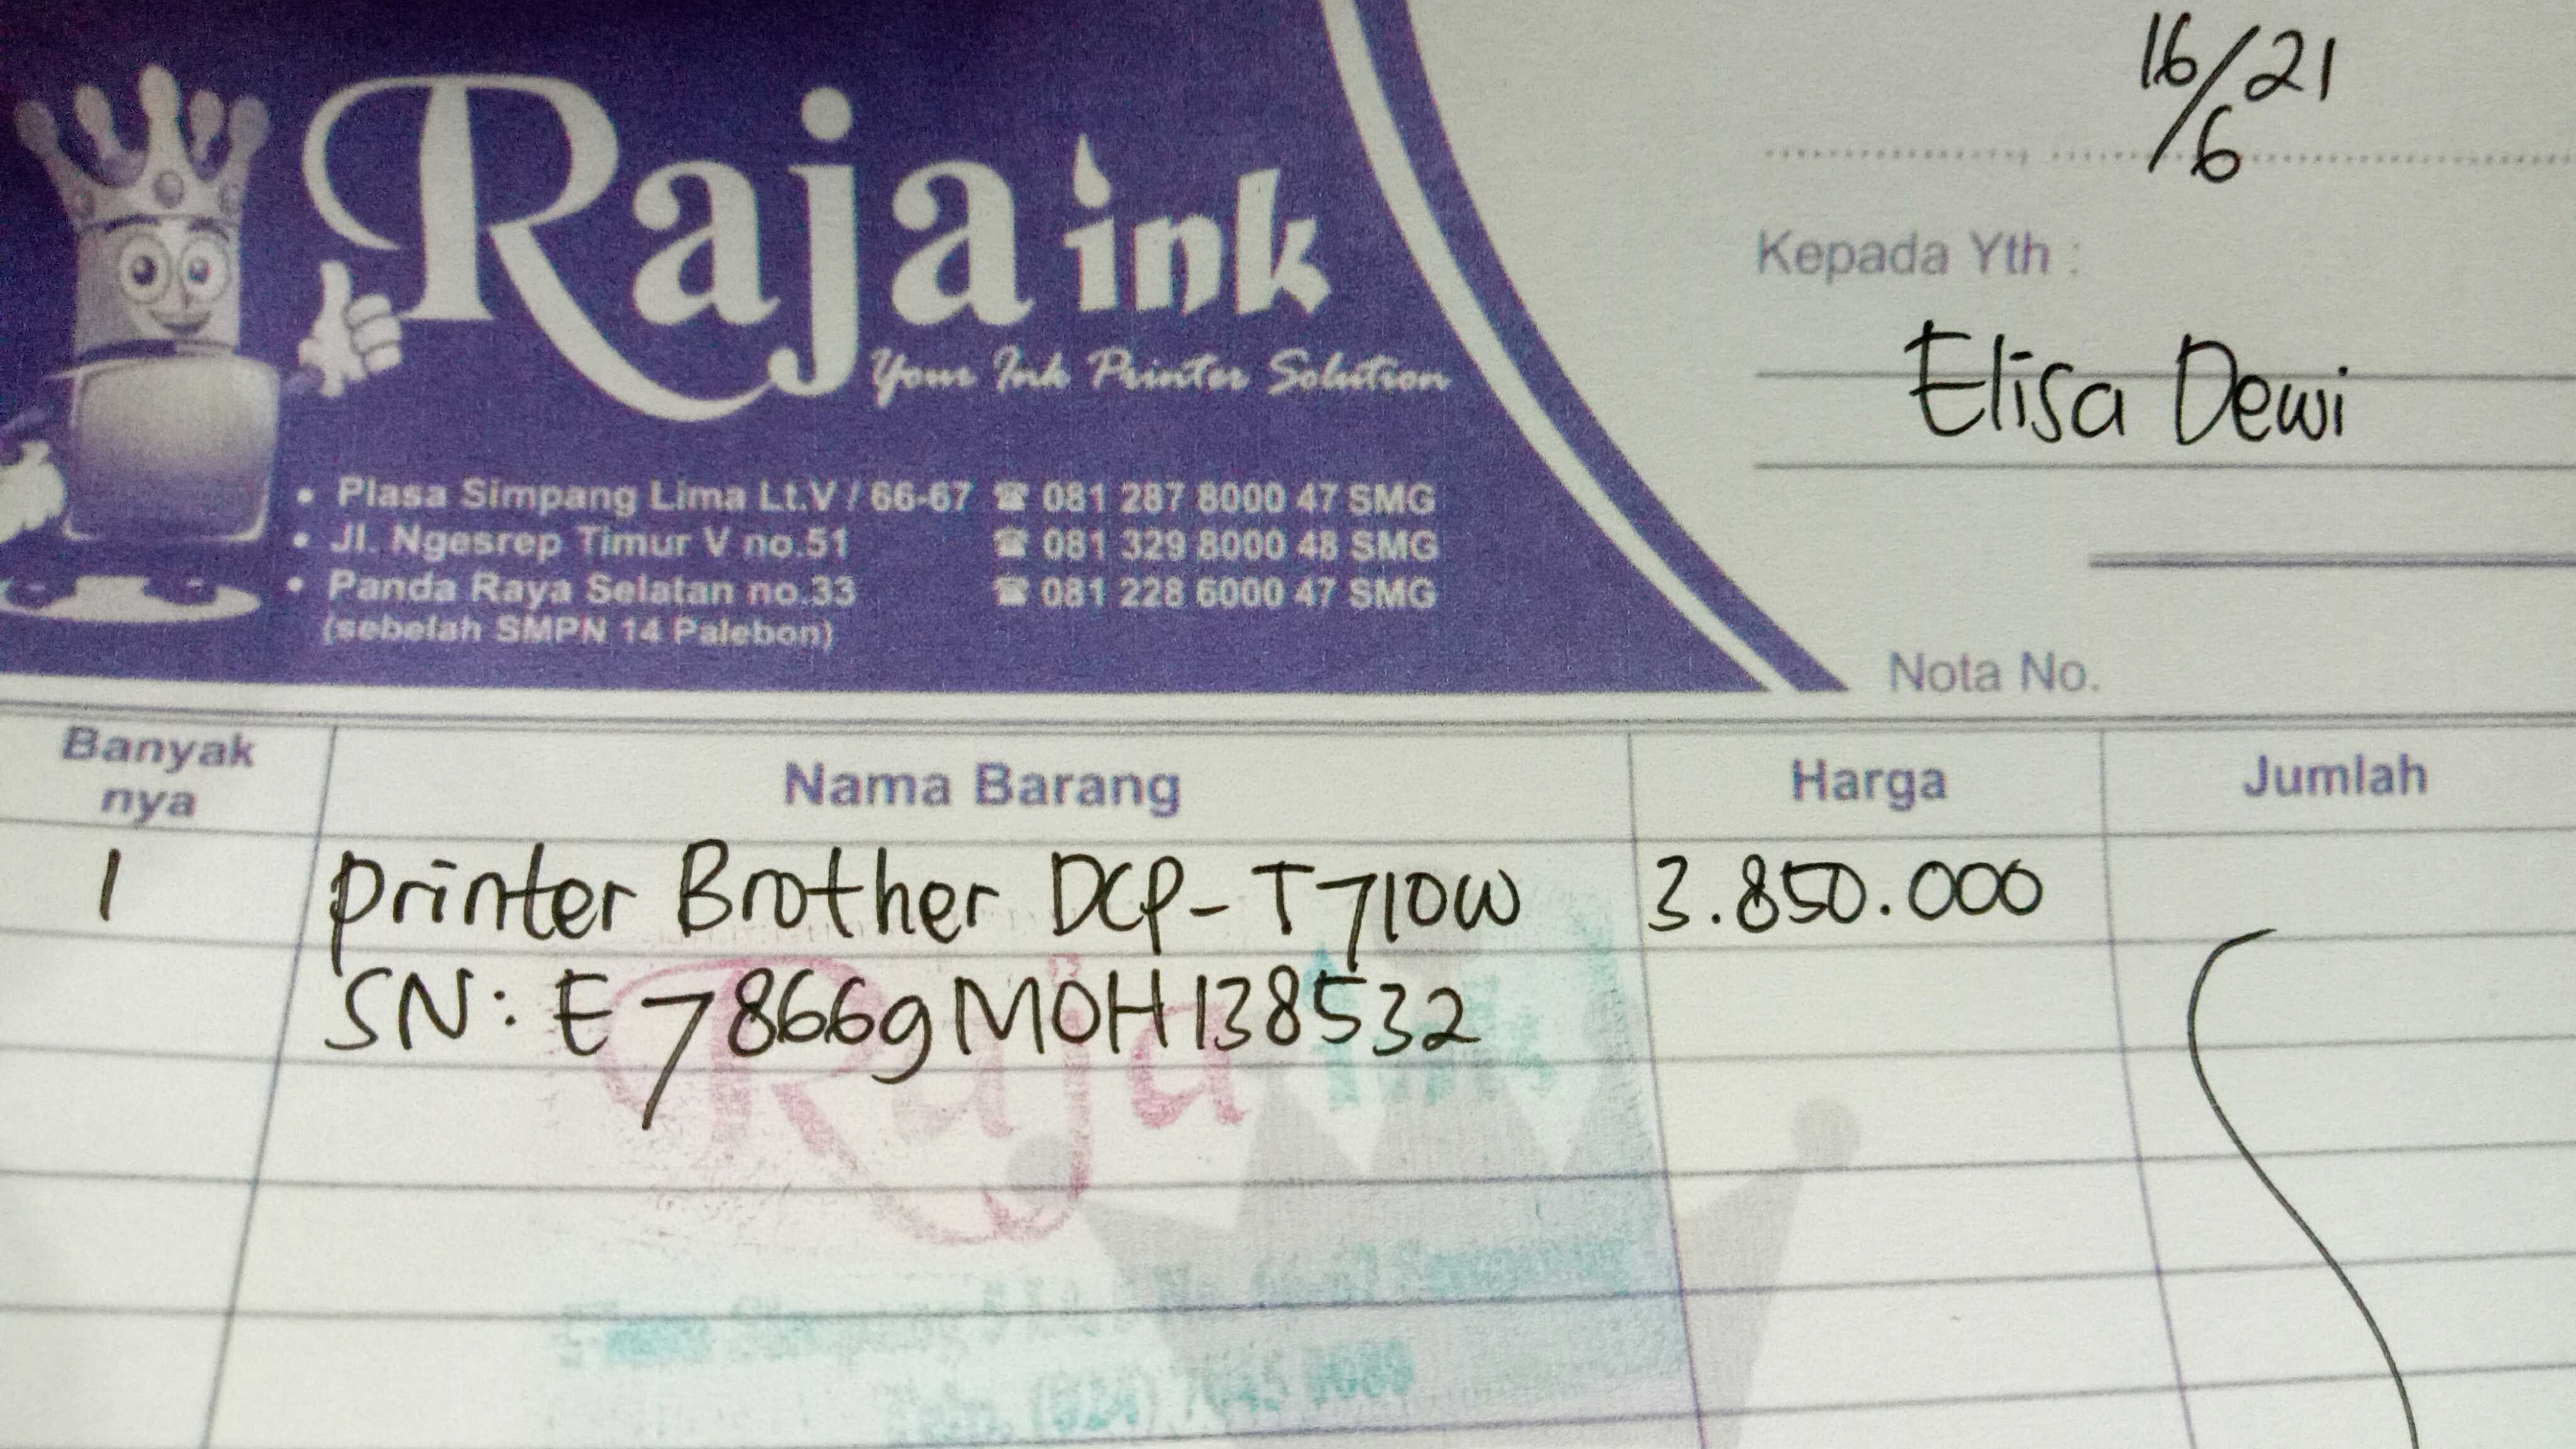 Raja ink
Your Ink Printer Solution
• Plasa Simpang Lima Lt.V / 66-67 ☎ 081 287 8000 47 SMG
• Jl. Ngesrep Timur V no.51 ☎ 081 329 8000 48 SMG
• Panda Raya Selatan no.33 ☎ 081 228 6000 47 SMG
(sebelah SMPN 14 Palebon)
16/6 21
Kepada Yth :
Elisa Dewi
Nota No.
Banyak nya Nama Barang Harga Jumlah
1 printer Brother DCP-T710W 3.850.000
SN: E78669M0H138532
Raja ink